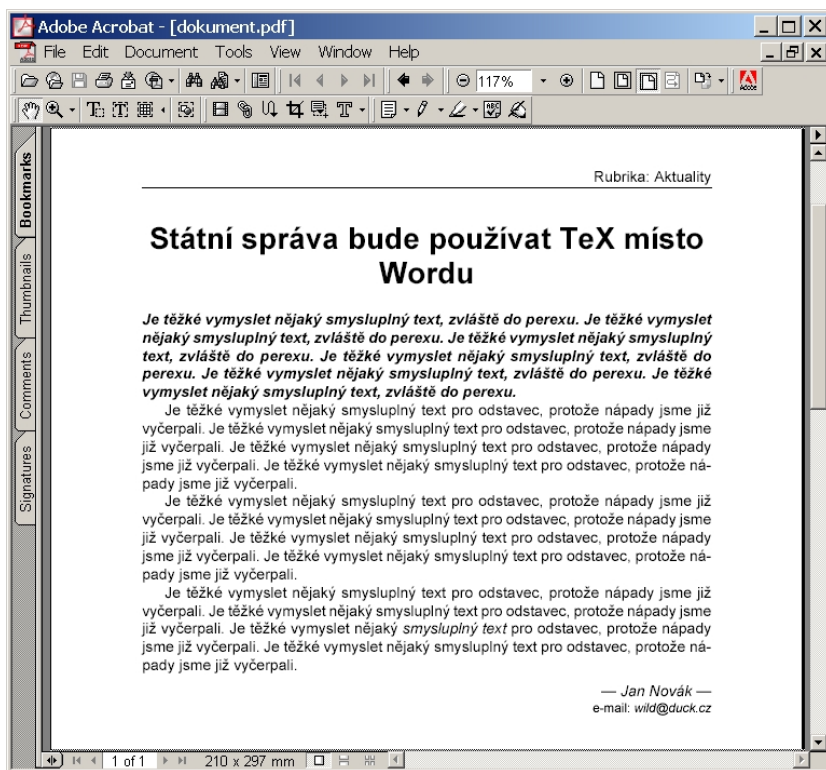 Adobe Acrobat - [dokument.pdf]
File Edit Document Tools View Window Help
117%
Adobe
Bookmarks
Thumbnails
Comments
Signatures
Rubrika: Aktuality
Státní správa bude používat TeX místo
Wordu
Je těžké vymyslet nějaký smysluplný text, zvláště do perexu. Je těžké vymyslet
nějaký smysluplný text, zvláště do perexu. Je těžké vymyslet nějaký smysluplný
text, zvláště do perexu. Je těžké vymyslet nějaký smysluplný text, zvláště do
perexu. Je těžké vymyslet nějaký smysluplný text, zvláště do perexu. Je těžké
vymyslet nějaký smysluplný text, zvláště do perexu.
Je těžké vymyslet nějaký smysluplný text pro odstavec, protože nápady jsme již
vyčerpali. Je těžké vymyslet nějaký smysluplný text pro odstavec, protože nápady jsme
již vyčerpali. Je těžké vymyslet nějaký smysluplný text pro odstavec, protože nápady
jsme již vyčerpali. Je těžké vymyslet nějaký smysluplný text pro odstavec, protože ná-
pady jsme již vyčerpali.
Je těžké vymyslet nějaký smysluplný text pro odstavec, protože nápady jsme již
vyčerpali. Je těžké vymyslet nějaký smysluplný text pro odstavec, protože nápady jsme
již vyčerpali. Je těžké vymyslet nějaký smysluplný text pro odstavec, protože nápady
jsme již vyčerpali. Je těžké vymyslet nějaký smysluplný text pro odstavec, protože ná-
pady jsme již vyčerpali.
Je těžké vymyslet nějaký smysluplný text pro odstavec, protože nápady jsme již
vyčerpali. Je těžké vymyslet nějaký smysluplný text pro odstavec, protože nápady jsme
již vyčerpali. Je těžké vymyslet nějaký smysluplný text pro odstavec, protože nápady
jsme již vyčerpali. Je těžké vymyslet nějaký smysluplný text pro odstavec, protože ná-
pady jsme již vyčerpali.
— Jan Novák —
e-mail: wild@duck.cz
1 of 1 210 x 297 mm